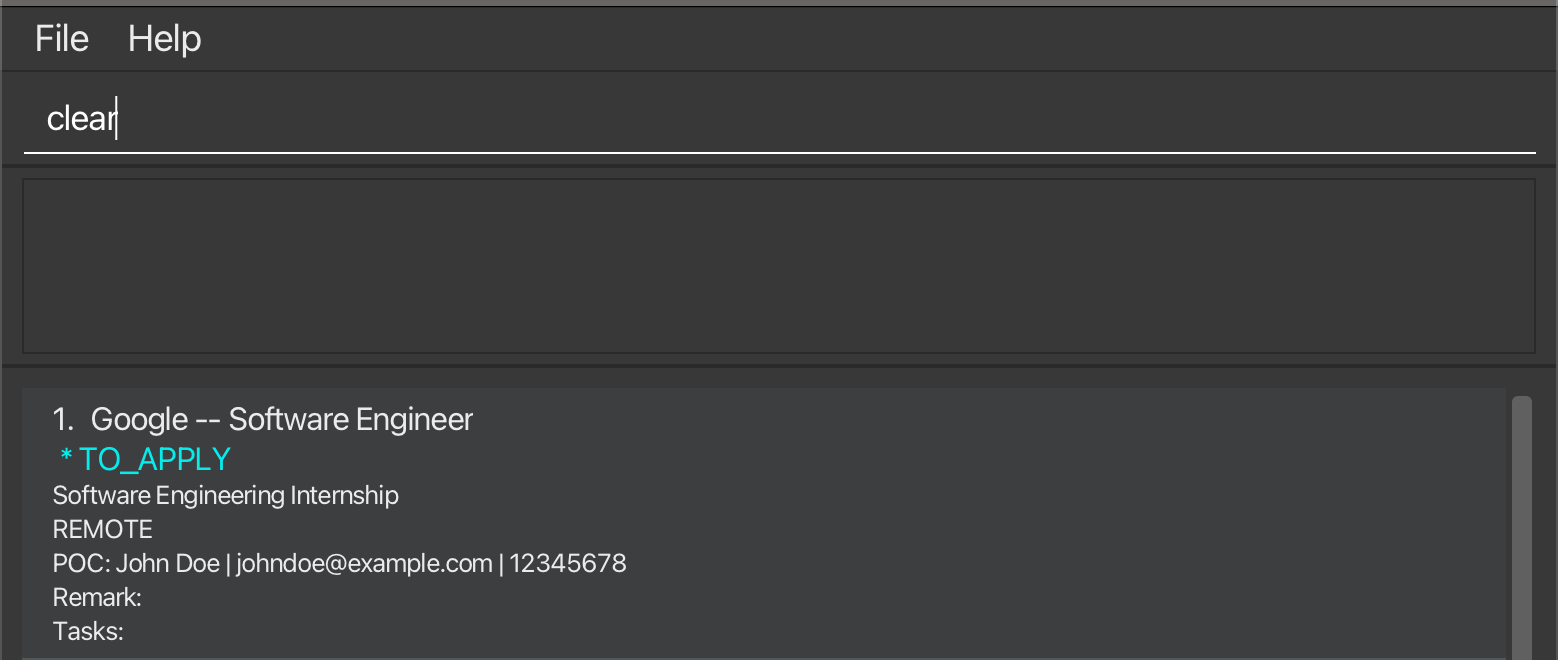 File Help
clear
1. Google -- Software Engineer
* TO_APPLY
Software Engineering Internship
REMOTE
POC: John Doe | johndoe@example.com | 12345678
Remark:
Tasks: